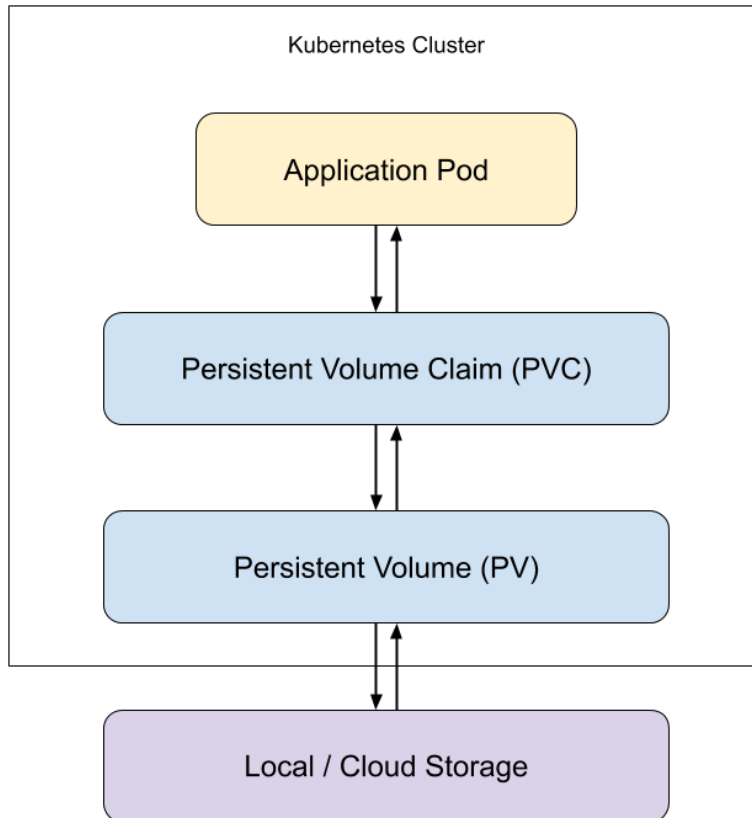 Kubernetes Cluster
Application Pod
Persistent Volume Claim (PVC)
Persistent Volume (PV)
Local / Cloud Storage